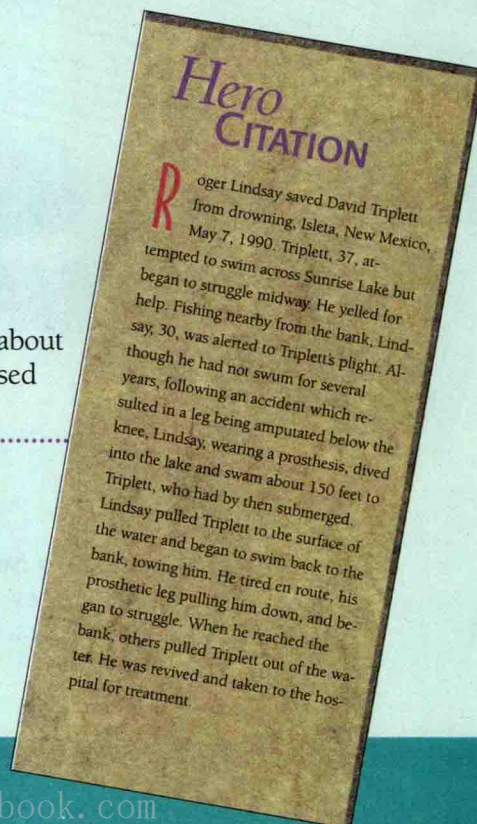 Hero
CITATION
Roger Lindsay saved David Triplett
from drowning, Isleta, New Mexico,
May 7, 1990. Triplett, 37, at-
tempted to swim across Sunrise Lake but
began to struggle midway. He yelled for
help. Fishing nearby from the bank, Lind-
say, 30, was alerted to Triplett's plight. Al-
though he had not swum for several
years, following an accident which re-
sulted in a leg being amputated below the
knee, Lindsay, wearing a prosthesis, dived
into the lake and swam about 150 feet to
Triplett, who had by then submerged.
Lindsay pulled Triplett to the surface of
the water and began to swim back to the
bank, towing him. He tired en route, his
prosthetic leg pulling him down, and be-
gan to struggle. When he reached the
bank, others pulled Triplett out of the wa-
ter. He was revived and taken to the hos-
pital for treatment.
about
sed
book.com